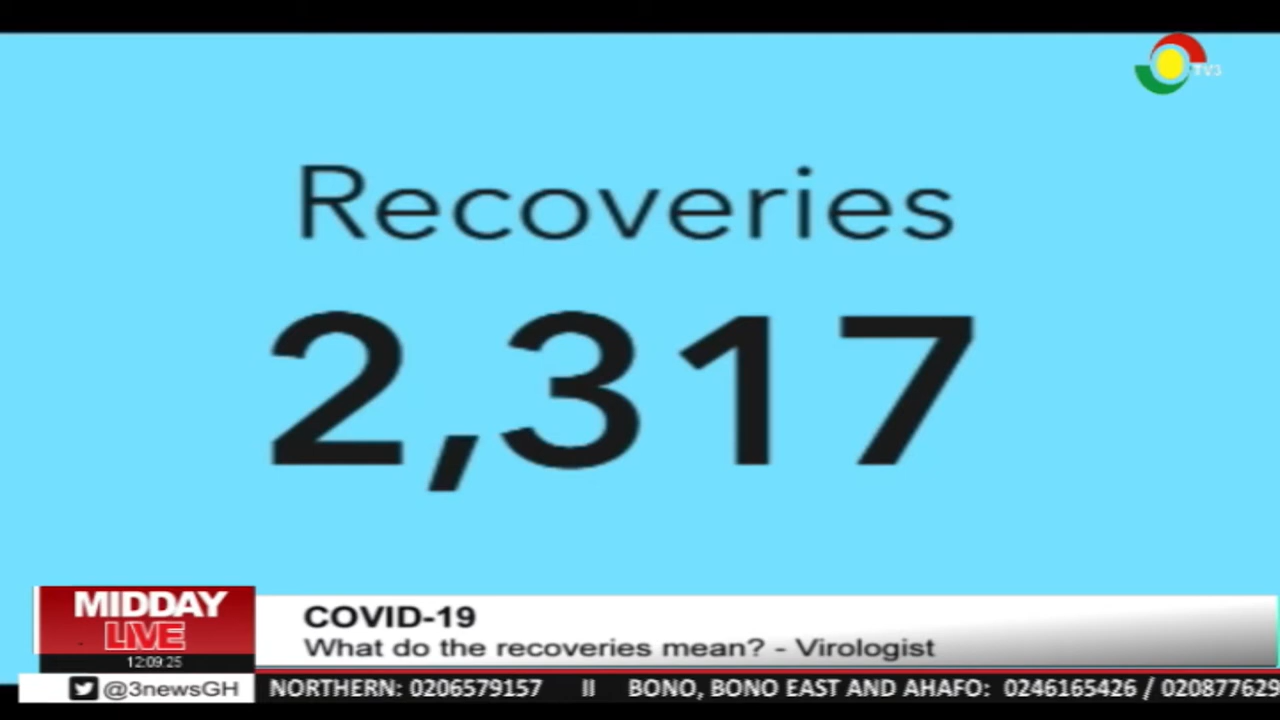 TV3
Recoveries
2,317
MIDDAY
LIVE
12:09:25
COVID-19
What do the recoveries mean? - Virologist
@3newsGH
NORTHERN: 0206579157 II BONO, BONO EAST AND AHAFO: 0246165426 / 020877629